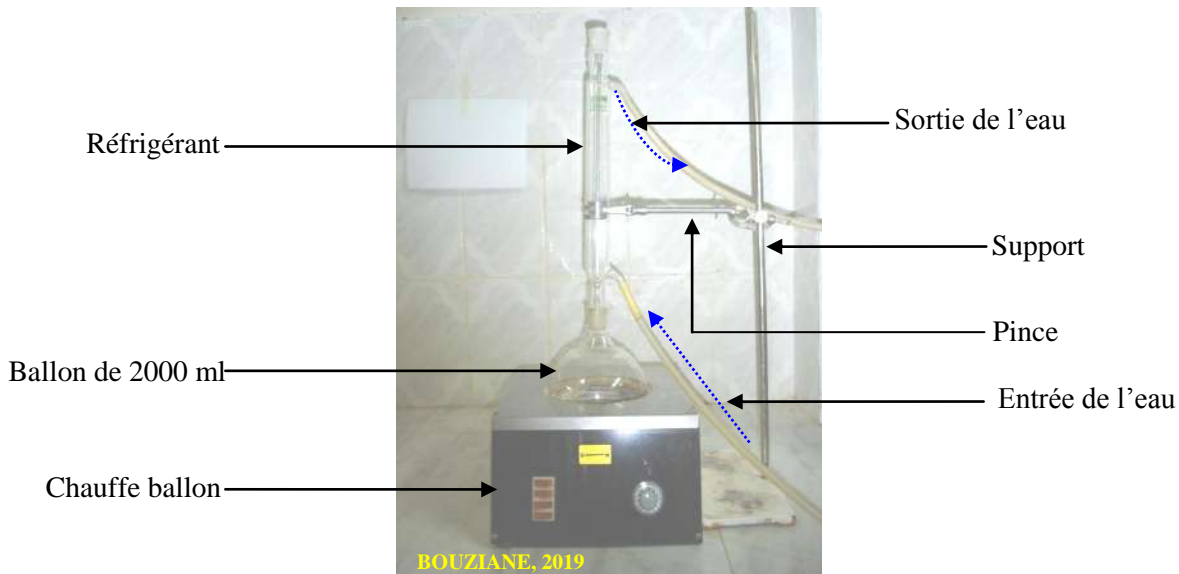 Réfrigérant
Sortie de l’eau
Support
Pince
Ballon de 2000 ml
Entrée de l’eau
Chauffe ballon
BOUZIANE, 2019